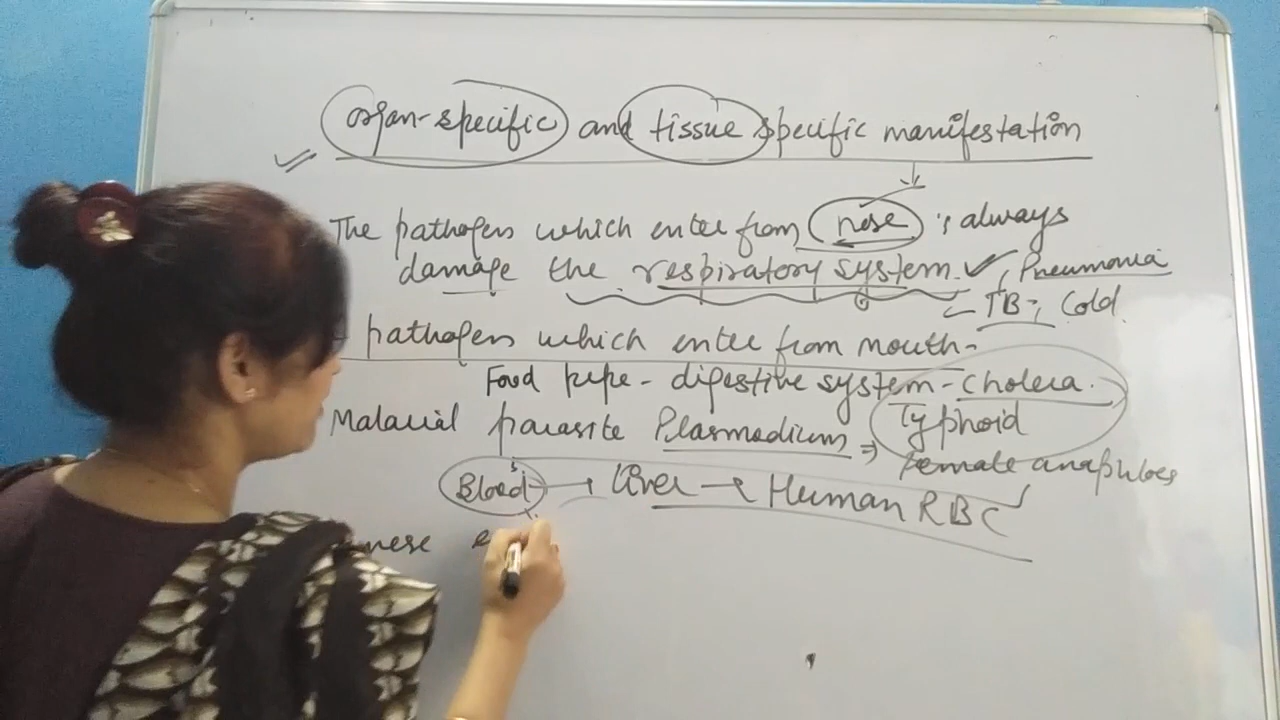 organ-specific and tissue specific manifestation
The pathogens which enter from nose is always
damage the respiratory system. Pneumonia
TB, Cold
pathogens which enter from mouth-
Food pipe - digestive system - cholera.
Typhoid
Malarial parasite Plasmodium
female
Blood → liver → Human RBC